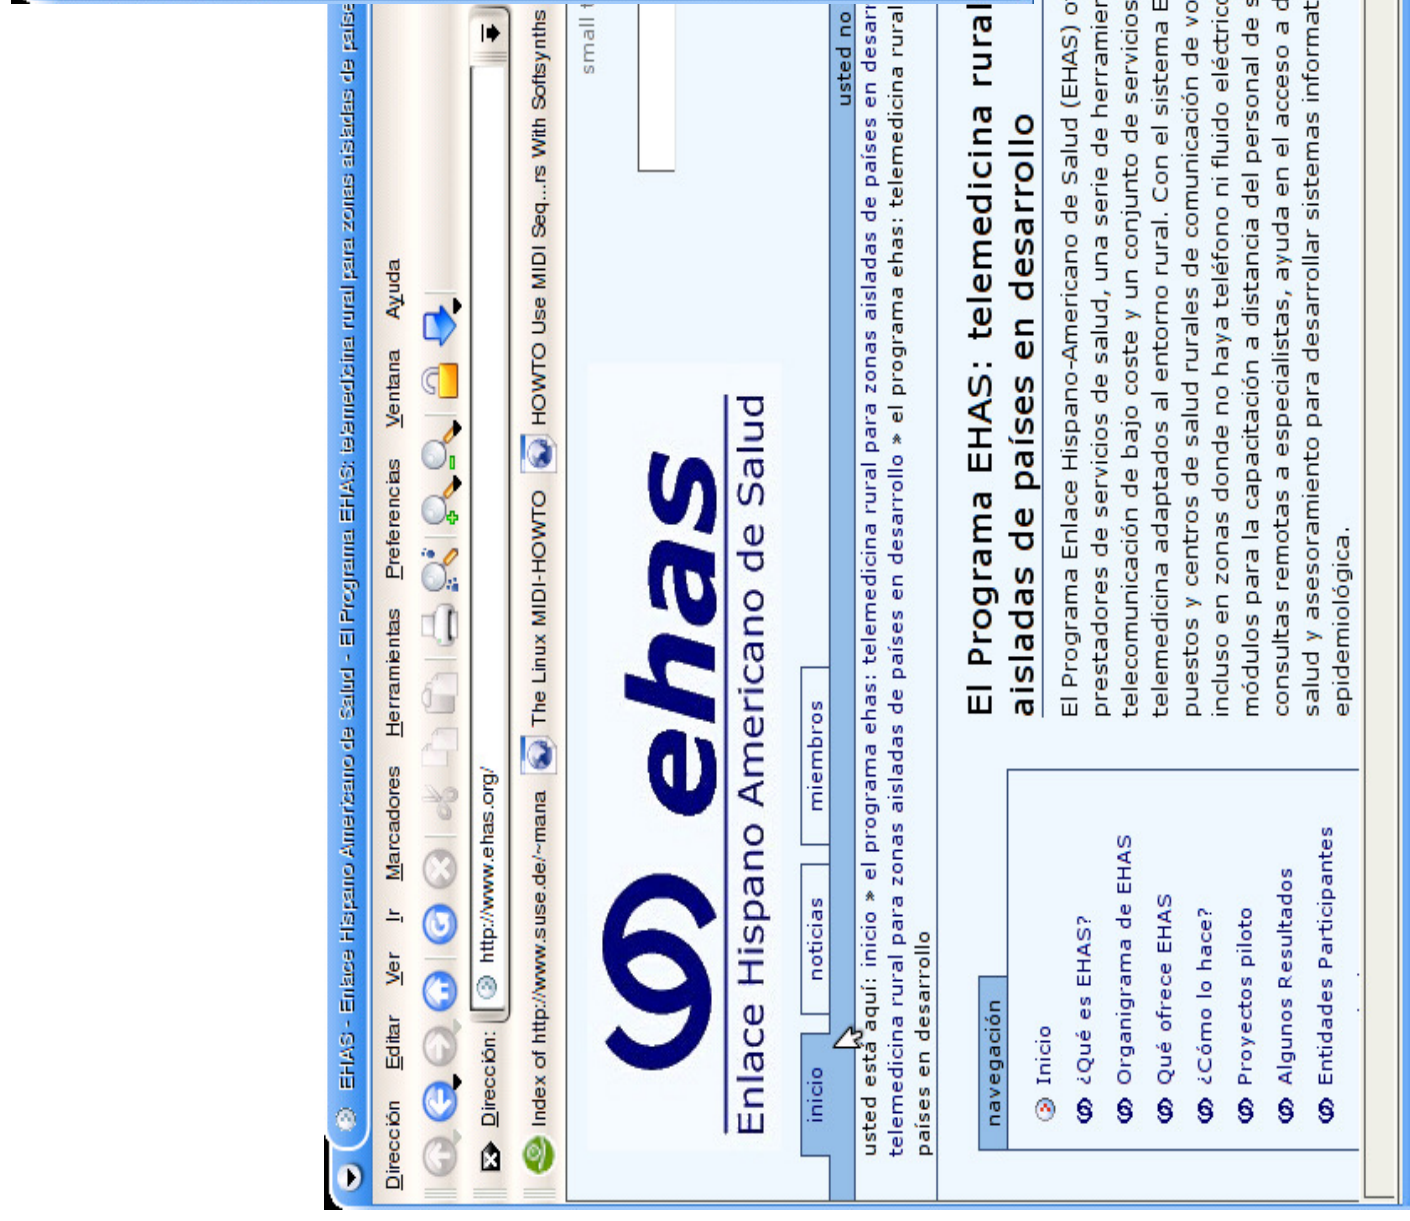 EHAS - Enlace Hispano Americano de Salud - El Programa EHAS: telemedicina rural para zonas aisladas de paíse
Dirección Editar Ver Ir Marcadores Herramientas Preferencias Ventana Ayuda
Dirección: http://www.ehas.org/
Index of http://www.suse.de/~mana The Linux MIDI-HOWTO HOWTO Use MIDI Seq...rs With Softsynths
small t
ehas
Enlace Hispano Americano de Salud
inicio noticias miembros
usted no
usted está aquí: inicio » el programa ehas: telemedicina rural para zonas aisladas de países en desarr
telemedicina rural para zonas aisladas de países en desarrollo » el programa ehas: telemedicina rural
países en desarrollo
navegación
Inicio
¿Qué es EHAS?
Organigrama de EHAS
Qué ofrece EHAS
¿Cómo lo hace?
Proyectos piloto
Algunos Resultados
Entidades Participantes
El Programa EHAS: telemedicina rural
aisladas de países en desarrollo
El Programa Enlace Hispano-Americano de Salud (EHAS) o
prestadores de servicios de salud, una serie de herramien
telecomunicación de bajo coste y un conjunto de servicios
telemedicina adaptados al entorno rural. Con el sistema E
puestos y centros de salud rurales de comunicación de vo
incluso en zonas donde no haya teléfono ni fluido eléctrico
módulos para la capacitación a distancia del personal de s
consultas remotas a especialistas, ayuda en el acceso a d
salud y asesoramiento para desarrollar sistemas informat
epidemiológica.